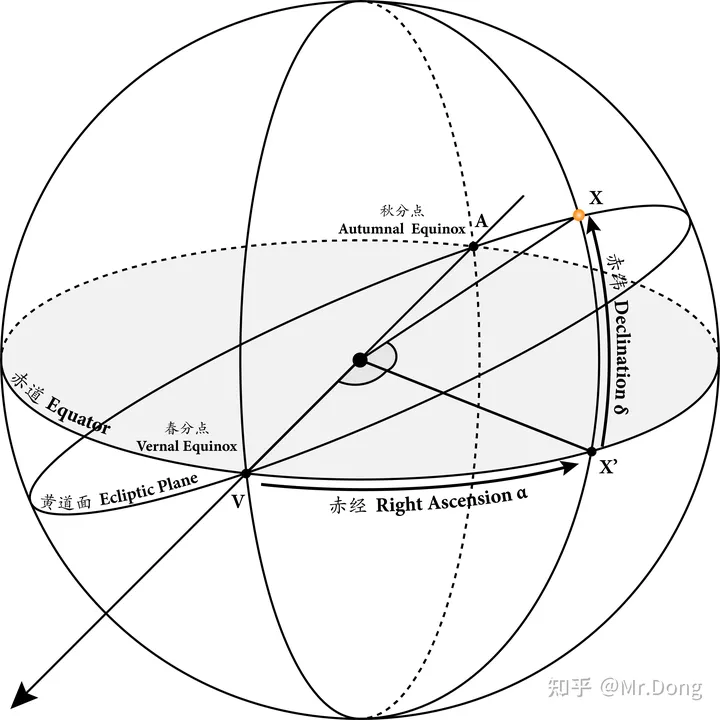 秋分点
Autumnal Equinox
A
X
赤纬 Declination δ
赤道 Equator
春分点
Vernal Equinox
黄道面 Ecliptic Plane
V
赤经 Right Ascension α
X’
知乎 @Mr.Dong